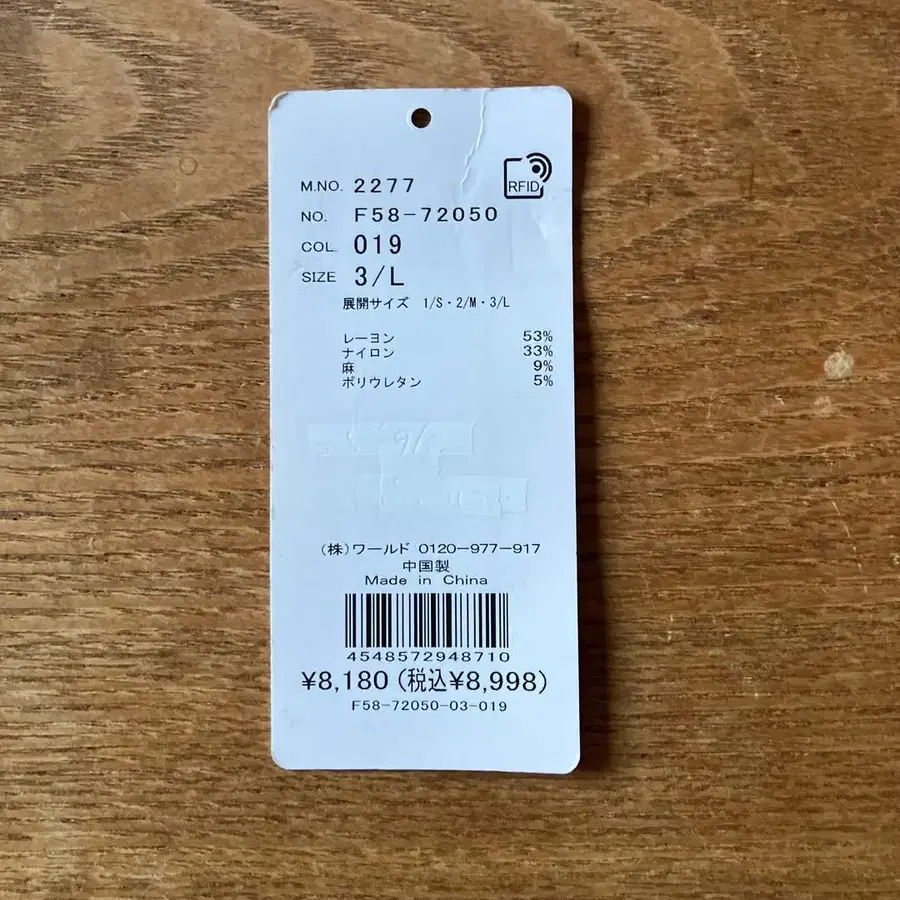 RFID
M.NO. 2277
NO. F58-72050
COL. 019
SIZE 3/L
展開サイズ 1/S・2/M・3/L
レーヨン 53%
ナイロン 33%
麻 9%
ポリウレタン 5%
(株)ワールド 0120-977-917
中国製
Made in China
4548572948710
¥8,180(税込¥8,998)
F58-72050-03-019